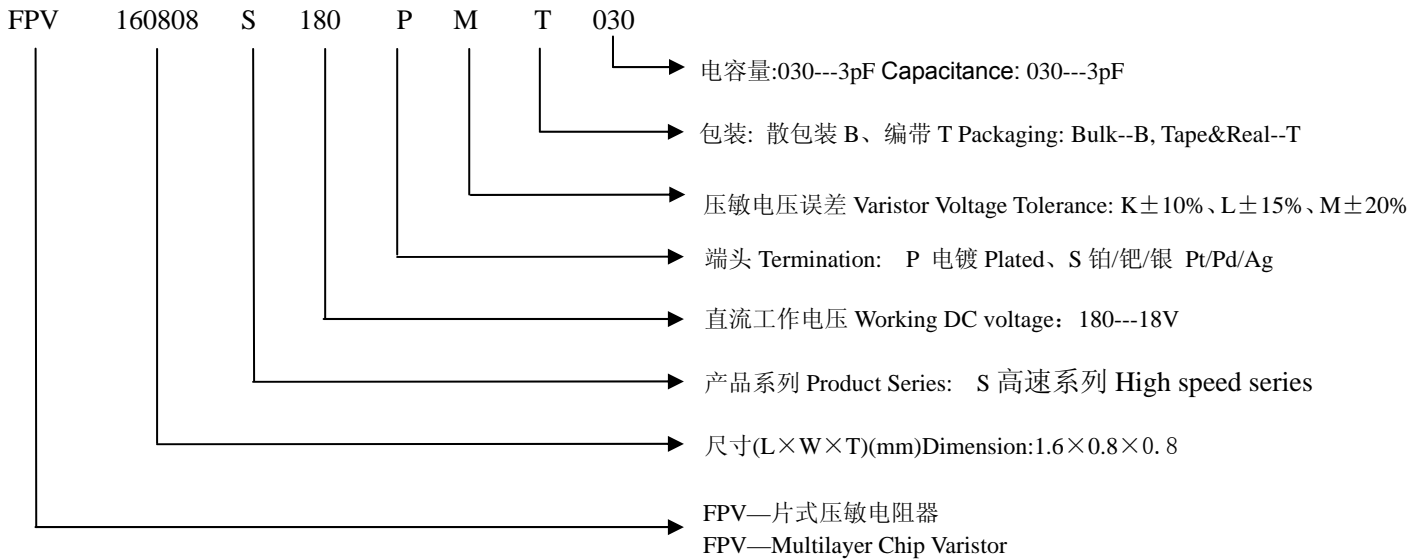 FPV 160808 S 180 P M T 030
电容量:030---3pF Capacitance: 030---3pF
包装: 散包装 B、编带 T Packaging: Bulk--B, Tape&Real--T
压敏电压误差 Varistor Voltage Tolerance: K±10%、L±15%、M±20%
端头 Termination: P 电镀 Plated、S 铂/钯/银 Pt/Pd/Ag
直流工作电压 Working DC voltage：180---18V
产品系列 Product Series: S 高速系列 High speed series
尺寸(L×W×T)(mm)Dimension:1.6×0.8×0.8
FPV—片式压敏电阻器
FPV—Multilayer Chip Varistor